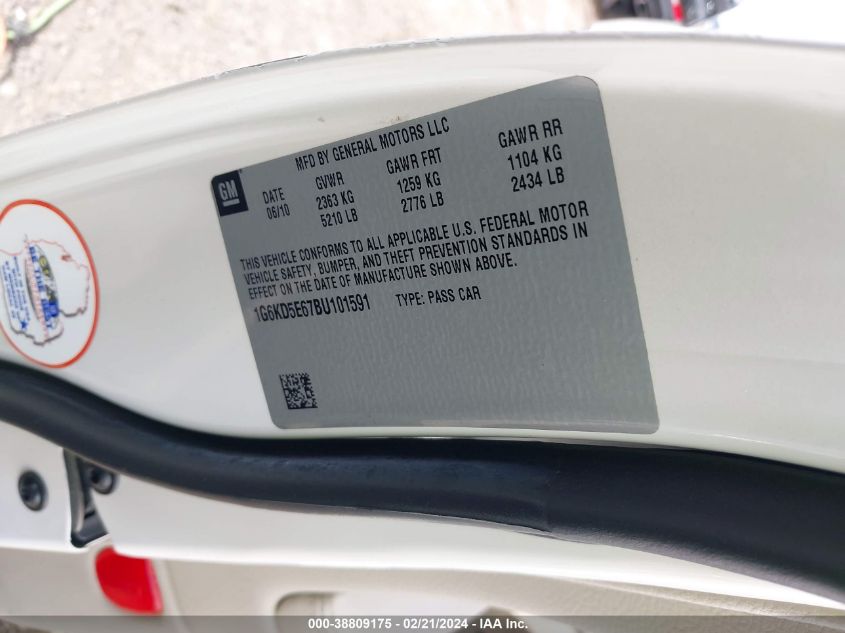 MFD BY GENERAL MOTORS LLC
GM
DATE GVWR GAWR FRT GAWR RR
06/10 2363 KG 1259 KG 1104 KG
5210 LB 2776 LB 2434 LB
THIS VEHICLE CONFORMS TO ALL APPLICABLE U.S. FEDERAL MOTOR
VEHICLE SAFETY, BUMPER, AND THEFT PREVENTION STANDARDS IN
EFFECT ON THE DATE OF MANUFACTURE SHOWN ABOVE.
1G6KD5E67BU101591 TYPE: PASS CAR
000-38809175 - 02/21/2024 - IAA Inc.